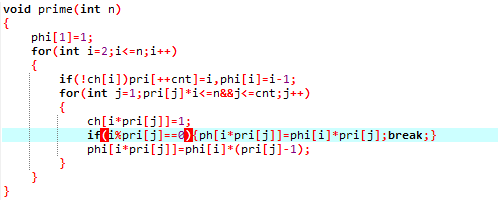 void prime(int n)
{
phi[1]=1;
for(int i=2;i<=n;i++)
{
if(!ch[i])pri[++cnt]=i,phi[i]=i-1;
for(int j=1;pri[j]*i<=n&&j<=cnt;j++)
{
ch[i*pri[j]]=1;
if(i%pri[j]==0){ph[i*pri[j]]=phi[i]*pri[j];break;}
phi[i*pri[j]]=phi[i]*(pri[j]-1);
}
}
}